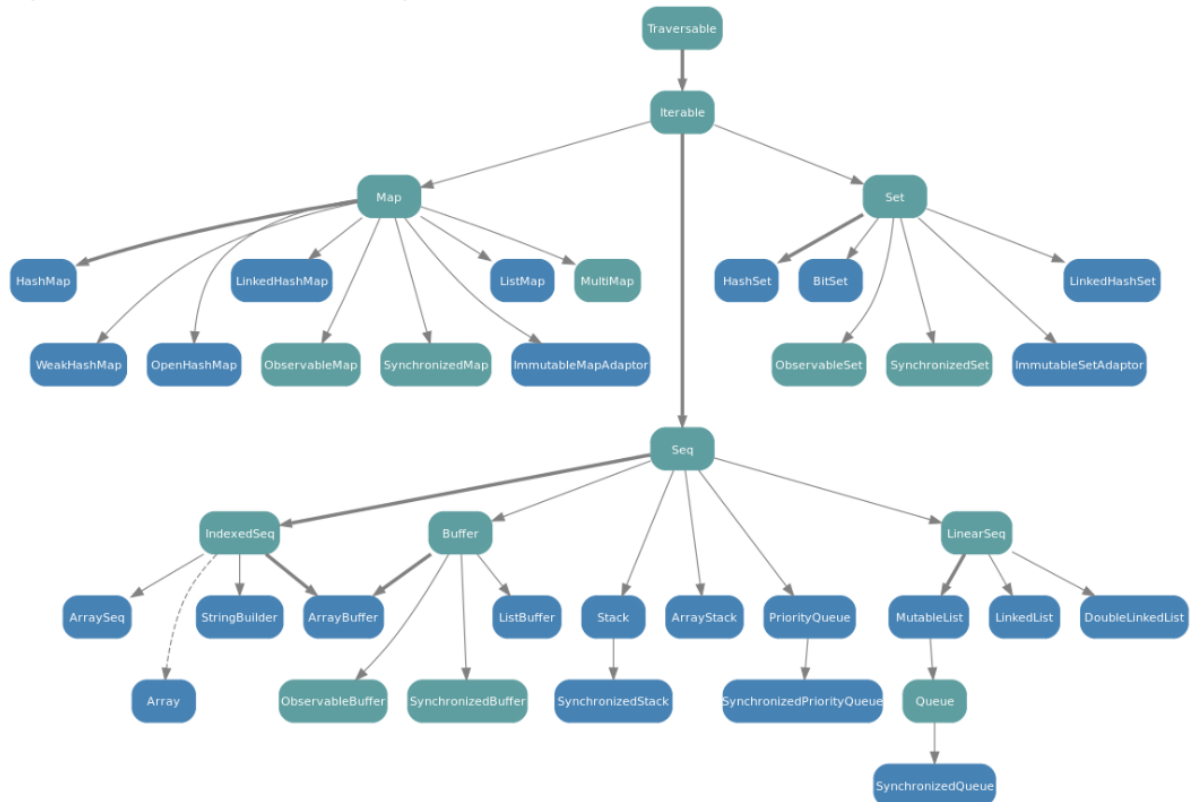 Traversable
Iterable
Map
Set
HashMap
LinkedHashMap
ListMap
MultiMap
HashSet
BitSet
LinkedHashSet
WeakHashMap
OpenHashMap
ObservableMap
SynchronizedMap
ImmutableMapAdaptor
ObservableSet
SynchronizedSet
ImmutableSetAdaptor
Seq
IndexedSeq
Buffer
LinearSeq
ArraySeq
StringBuilder
ArrayBuffer
ListBuffer
Stack
ArrayStack
PriorityQueue
MutableList
LinkedList
DoubleLinkedList
Array
ObservableBuffer
SynchronizedBuffer
SynchronizedStack
SynchronizedPriorityQueue
Queue
SynchronizedQueue